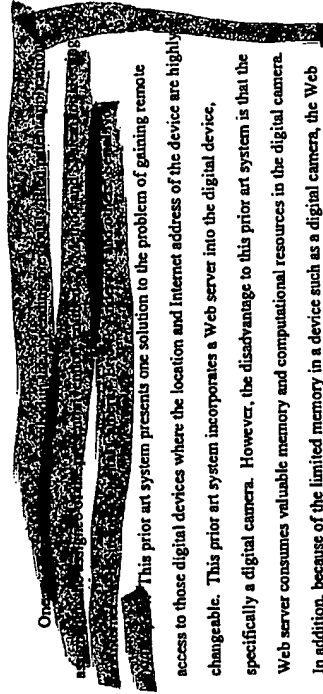 One
This prior art system presents one solution to the problem of gaining remote
access to those digital devices where the location and Internet address of the device are highly
changeable. This prior art system incorporates a Web server into the digital device,
specifically a digital camera. However, the disadvantage to this prior art system is that the
Web server consumes valuable memory and computational resources in the digital camera.
In addition, because of the limited memory in a device such as a digital camera, the Web